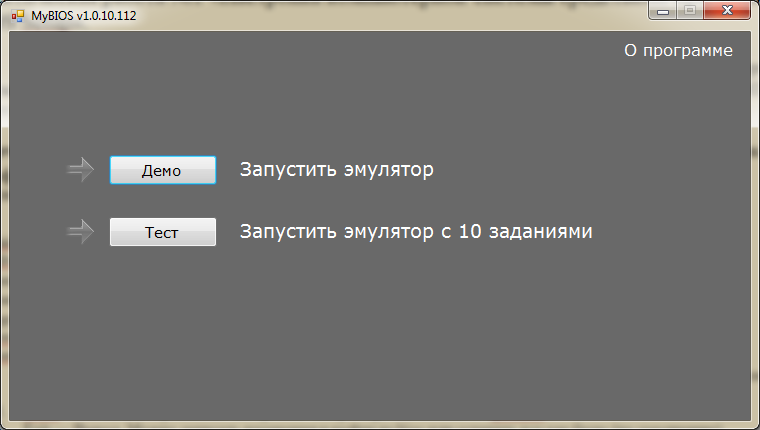 MyBIOS v1.0.10.112
О программе
Демо Запустить эмулятор
Тест Запустить эмулятор с 10 заданиями